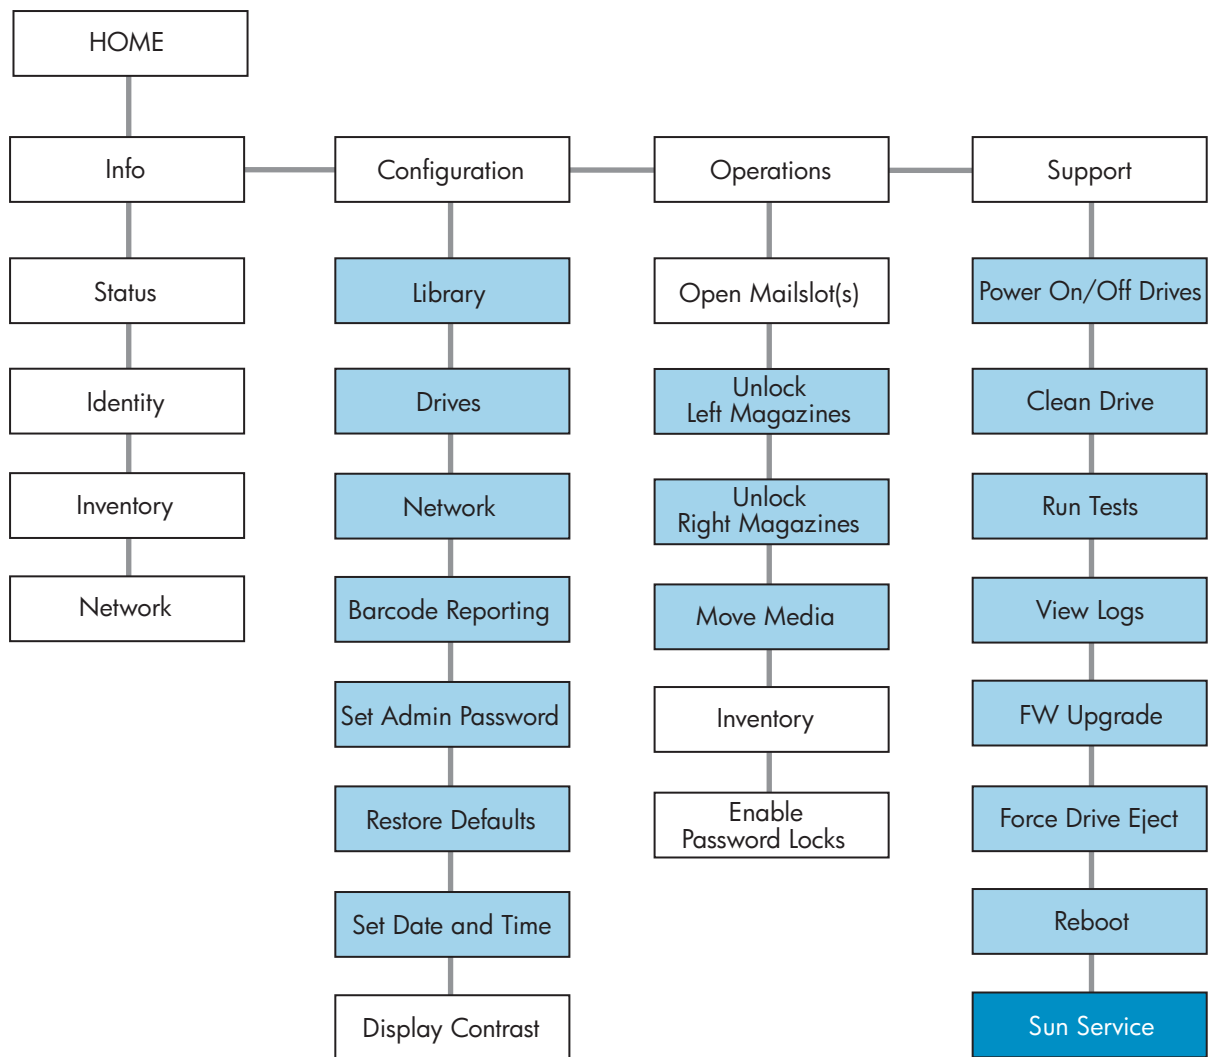 HOME
Info
Configuration
Operations
Support
Status
Identity
Inventory
Network
Library
Drives
Network
Barcode Reporting
Set Admin Password
Restore Defaults
Set Date and Time
Display Contrast
Open Mailslot(s)
Unlock
Left Magazines
Unlock
Right Magazines
Move Media
Inventory
Enable
Password Locks
Power On/Off Drives
Clean Drive
Run Tests
View Logs
FW Upgrade
Force Drive Eject
Reboot
Sun Service